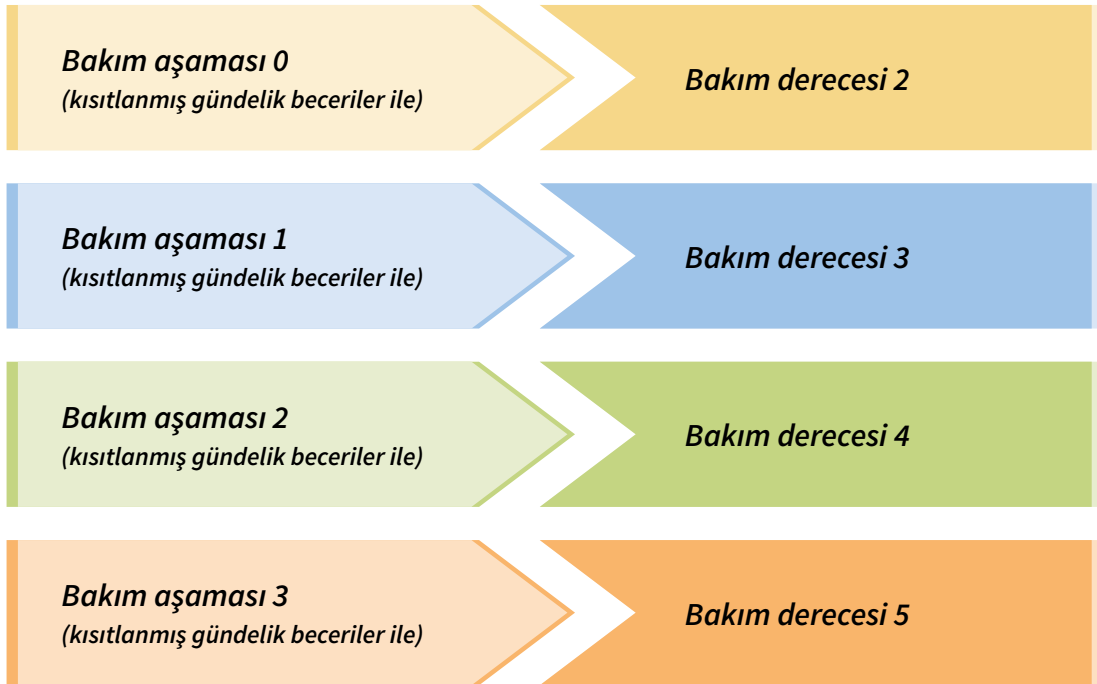 Bakım aşaması 0
(kısıtlanmış gündelik beceriler ile)
Bakım derecesi 2
Bakım aşaması 1
(kısıtlanmış gündelik beceriler ile)
Bakım derecesi 3
Bakım aşaması 2
(kısıtlanmış gündelik beceriler ile)
Bakım derecesi 4
Bakım aşaması 3
(kısıtlanmış gündelik beceriler ile)
Bakım derecesi 5